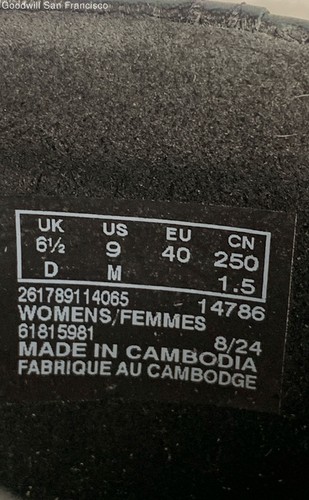 Goodwill San Francisco
UK US EU CN
6½ 9 40 250
D M 1.5
261789114065 14786
WOMENS/FEMMES
61815981 8/24
MADE IN CAMBODIA
FABRIQUE AU CAMBODGE